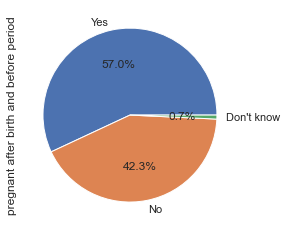 pregnant after birth and before period
Yes
57.0%
0.7%
Don't know
42.3%
No